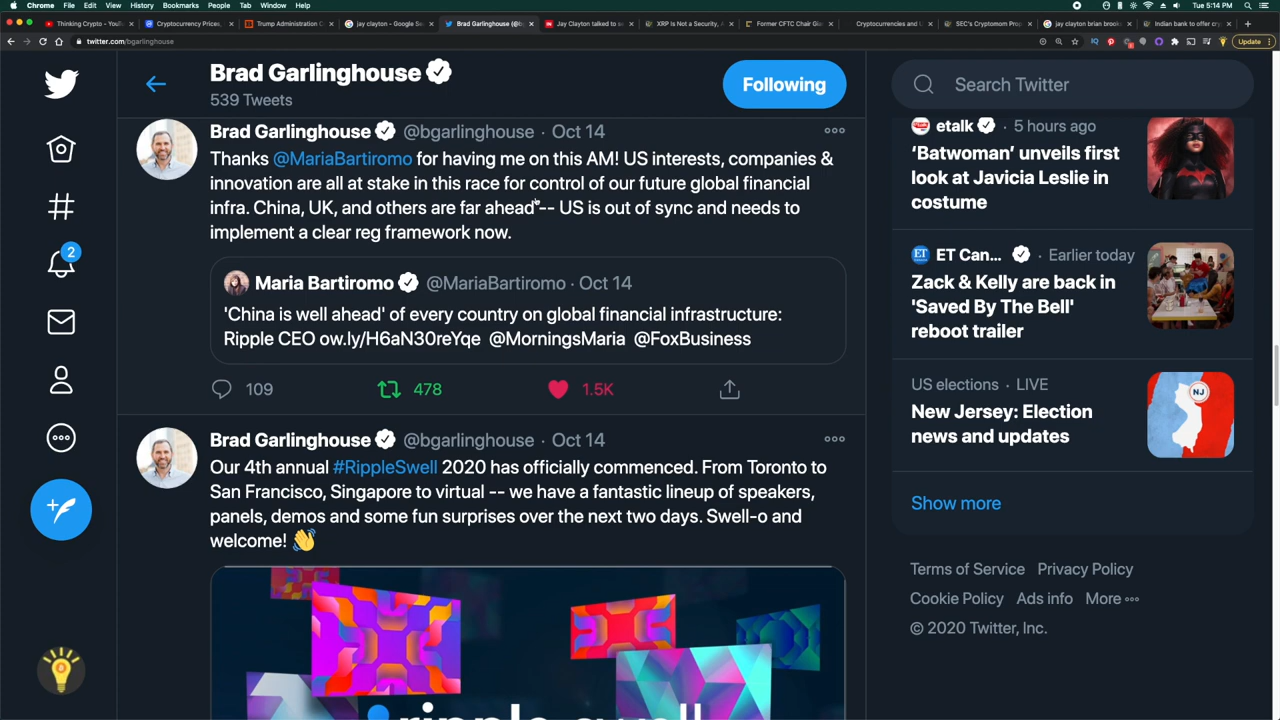 Chrome File Edit View History Bookmarks People Tab Window Help
Tue 5:14 PM
Thinking Crypto - YouTu
Cryptocurrency Prices,
Trump Administration C
jay clayton - Google Se
Brad Garlinghouse (@b
Jay Clayton talked to s
XRP Is Not a Security, A
Former CFTC Chair Gi
Cryptocurrencies and U
SEC's Cryptomom Prop
jay clayton brian brooke
Indian bank to offer cry
twitter.com/bgarlinghouse
Update
Brad Garlinghouse
539 Tweets
Following
Search Twitter
2
Brad Garlinghouse @bgarlinghouse · Oct 14
Thanks @MariaBartiromo for having me on this AM! US interests, companies &
innovation are all at stake in this race for control of our future global financial
infra. China, UK, and others are far ahead -- US is out of sync and needs to
implement a clear reg framework now.
Maria Bartiromo @MariaBartiromo · Oct 14
'China is well ahead' of every country on global financial infrastructure:
Ripple CEO ow.ly/H6aN30reYqe @MorningsMaria @FoxBusiness
109 478 1.5K
Brad Garlinghouse @bgarlinghouse · Oct 14
Our 4th annual #RippleSwell 2020 has officially commenced. From Toronto to
San Francisco, Singapore to virtual -- we have a fantastic lineup of speakers,
panels, demos and some fun surprises over the next two days. Swell-o and
welcome! 👋
ripple swell
etalk · 5 hours ago
'Batwoman' unveils first
look at Javicia Leslie in
costume
ET Can... · Earlier today
Zack & Kelly are back in
'Saved By The Bell'
reboot trailer
US elections · LIVE
New Jersey: Election
news and updates
NJ
Show more
Terms of Service Privacy Policy
Cookie Policy Ads info More
© 2020 Twitter, Inc.